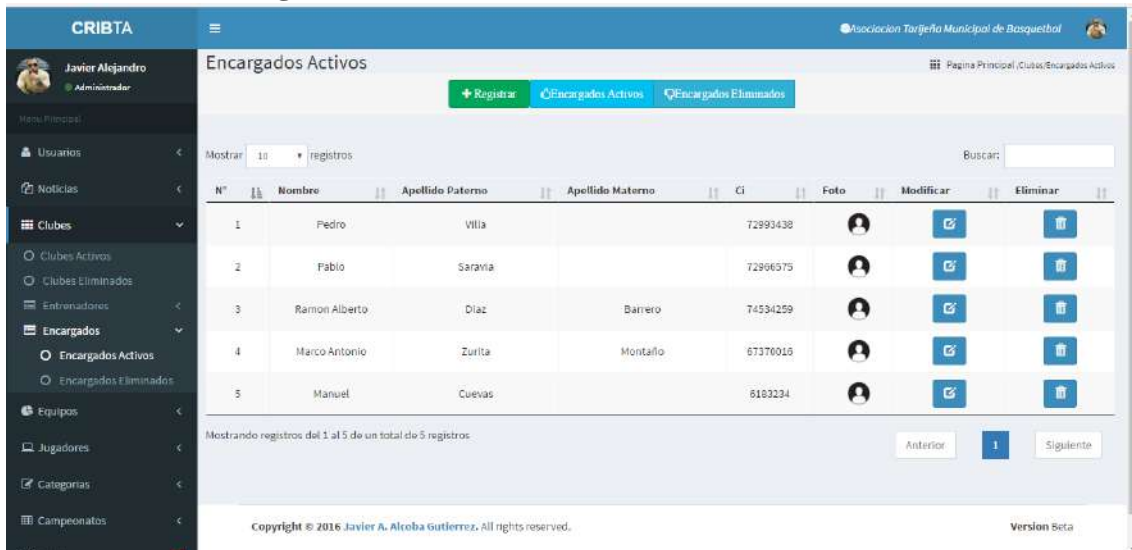 CRIBTA
Asociacion Tarijeña Municipal de Basquetbol
Javier Alejandro
Administrador
Menu Principal
Usuarios
Noticias
Clubes
Clubes Activos
Clubes Eliminados
Entrenadores
Encargados
Encargados Activos
Encargados Eliminados
Equipos
Jugadores
Categorias
Campeonatos
Encargados Activos
Pagina Principal /Clubes/Encargados Activos
Registrar Encargados Activos Encargados Eliminados
Mostrar 10 registros Buscar:
N° Nombre Apellido Paterno Apellido Materno Ci Foto Modificar Eliminar
1 Pedro Villa 72993438
2 Pablo Saravia 72966575
3 Ramon Alberto Diaz Barrero 74534259
4 Marco Antonio Zurita Montaño 67370016
5 Manuel Cuevas 6183234
Mostrando registros del 1 al 5 de un total de 5 registros
Anterior 1 Siguiente
Copyright © 2016 Javier A. Alcoba Gutierrez. All rights reserved. Version Beta